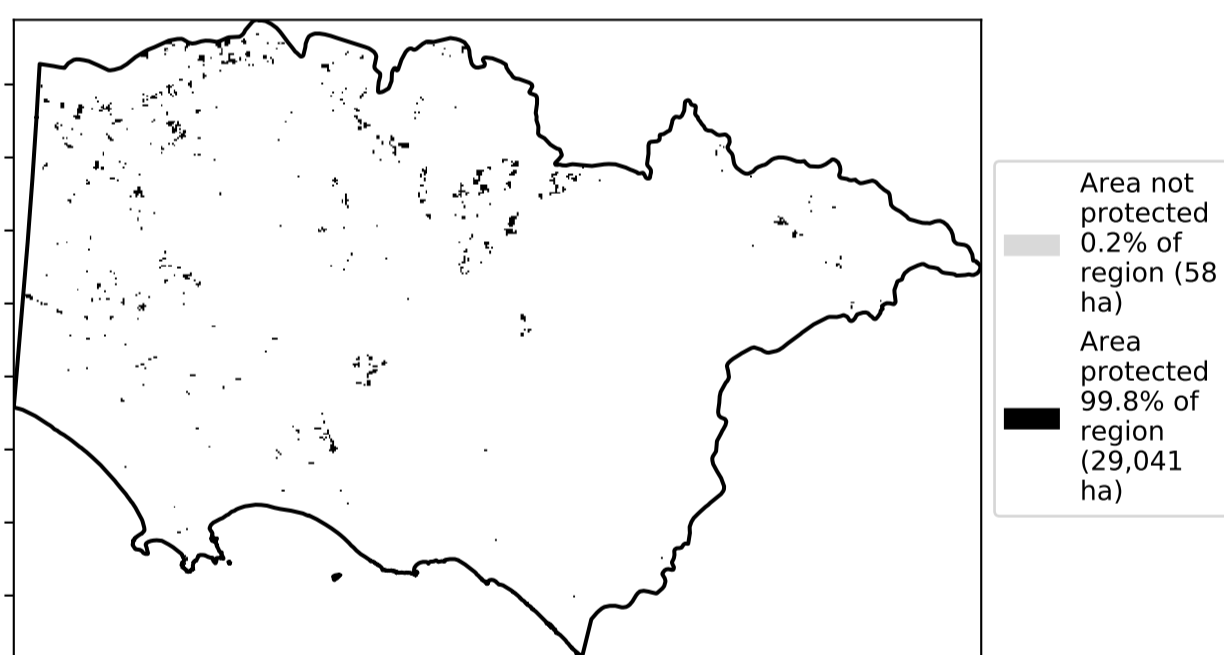 Area not
protected
0.2% of
region (58
ha)
Area
protected
99.8% of
region
(29,041
ha)